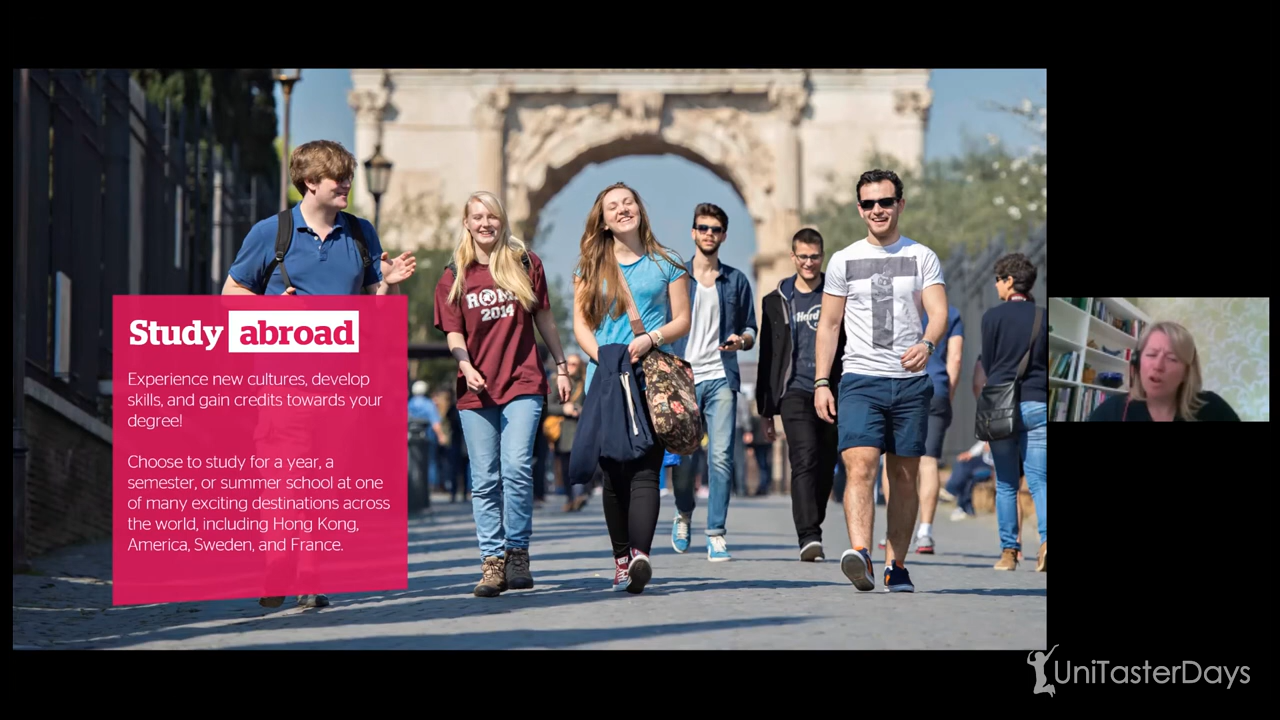 Study abroad
Experience new cultures, develop
skills, and gain credits towards your
degree!
Choose to study for a year, a
semester, or summer school at one
of many exciting destinations across
the world, including Hong Kong,
America, Sweden, and France.
2014
Hard
UniTasterDays